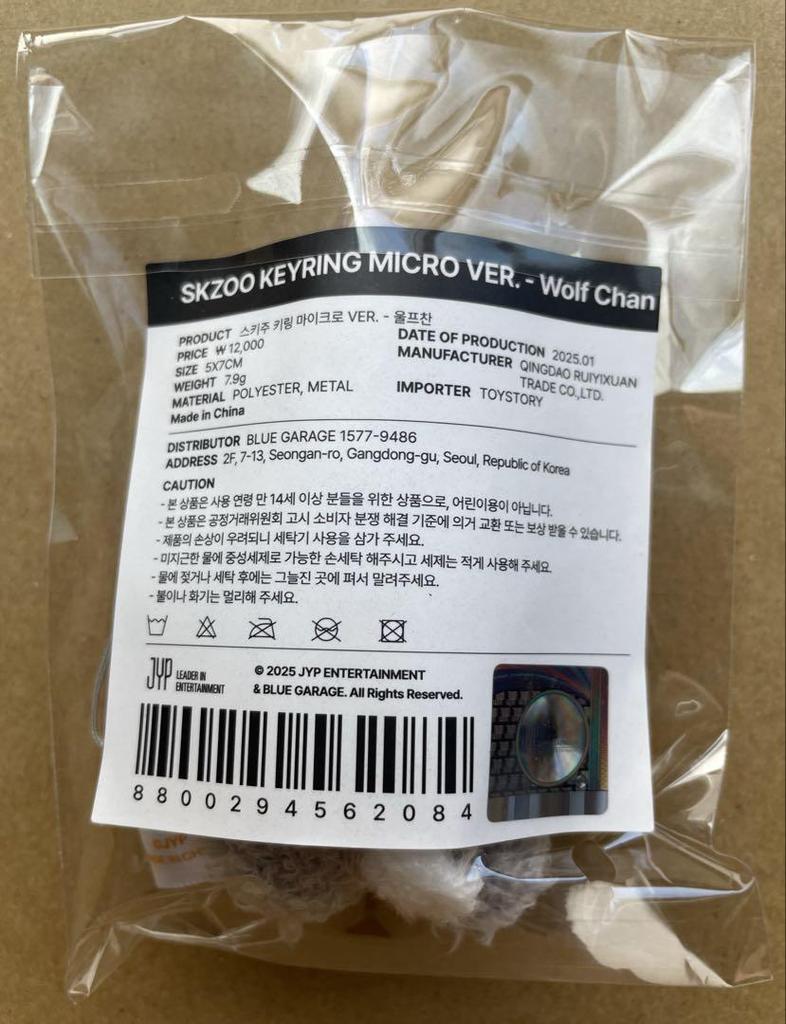 SKZOO KEYRING MICRO VER. - Wolf Chan
PRODUCT 스키주 키링 마이크로 VER. - 울프찬
PRICE ₩12,000
SIZE 5X7CM
WEIGHT 7.9g
MATERIAL POLYESTER, METAL
Made in China
DATE OF PRODUCTION 2025.01
MANUFACTURER QINGDAO RUIYIXUAN
TRADE CO.,LTD.
IMPORTER TOYSTORY
DISTRIBUTOR BLUE GARAGE 1577-9486
ADDRESS 2F, 7-13, Seongan-ro, Gangdong-gu, Seoul, Republic of Korea
CAUTION
- 본 상품은 사용 연령 만 14세 이상 분들을 위한 상품으로, 어린이용이 아닙니다.
- 본 상품은 공정거래위원회 고시 소비자 분쟁 해결 기준에 의거 교환 또는 보상 받을 수 있습니다.
- 제품의 손상이 우려되니 세탁기 사용을 삼가 주세요.
- 미지근한 물에 중성세제로 가능한 손세탁 해주시고 세제는 적게 사용해 주세요.
- 물에 젖거나 세탁 후에는 그늘진 곳에 펴서 말려주세요.
- 불이나 화기는 멀리해 주세요.
JYP LEADER IN
ENTERTAINMENT
© 2025 JYP ENTERTAINMENT
& BLUE GARAGE. All Rights Reserved.
8800294562084
©JYP